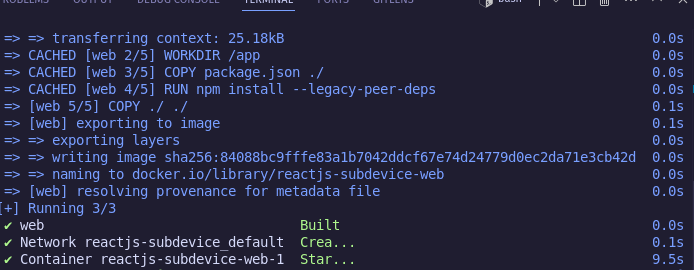 PROBLEMS OUTPUT DEBUG CONSOLE TERMINAL PORTS GITLENS bash
=> => transferring context: 25.18kB 0.0s
=> CACHED [web 2/5] WORKDIR /app 0.0s
=> CACHED [web 3/5] COPY package.json ./ 0.0s
=> CACHED [web 4/5] RUN npm install --legacy-peer-deps 0.0s
=> [web 5/5] COPY ./ ./ 0.1s
=> [web] exporting to image 0.1s
=> => exporting layers 0.0s
=> => writing image sha256:84088bc9fffe83a1b7042ddcf67e74d24779d0ec2da71e3cb42d 0.0s
=> => naming to docker.io/library/reactjs-subdevice-web 0.0s
=> [web] resolving provenance for metadata file 0.0s
[+] Running 3/3
✔ web Built 0.0s
✔ Network reactjs-subdevice_default Crea... 0.1s
✔ Container reactjs-subdevice-web-1 Star... 9.5s